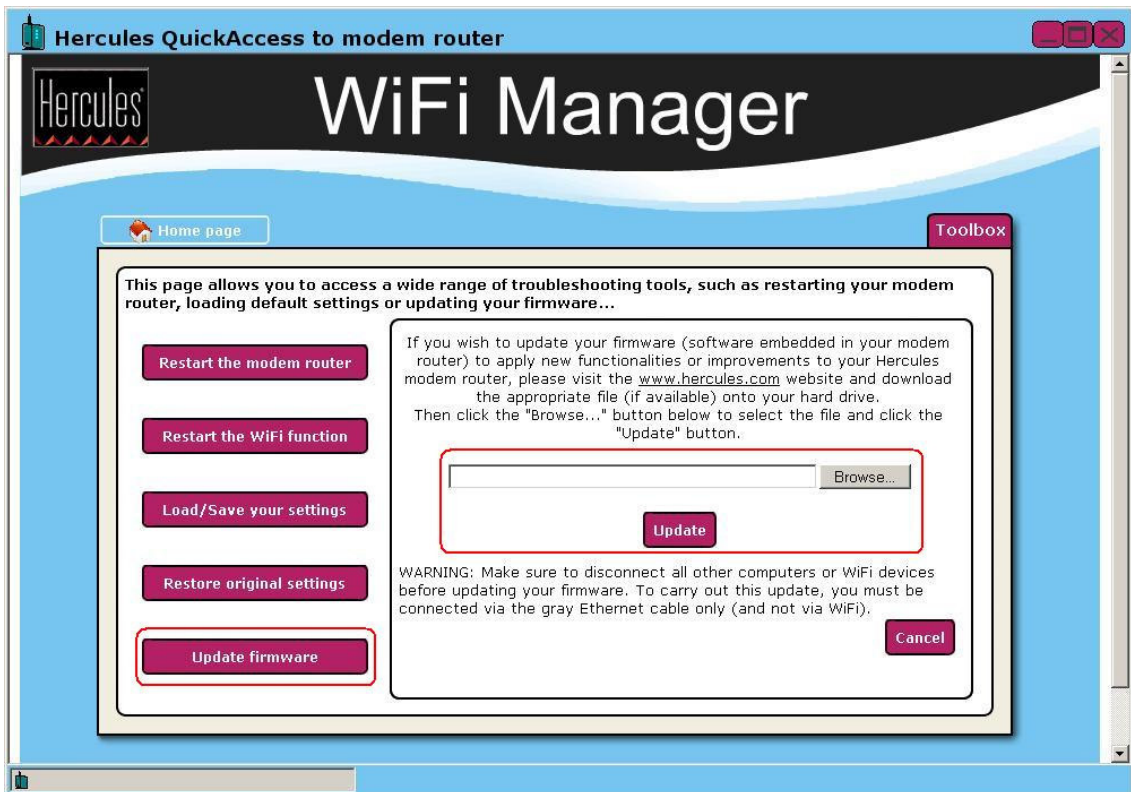 Hercules QuickAccess to modem router
Hercules®
WiFi Manager
Home page
Toolbox
This page allows you to access a wide range of troubleshooting tools, such as restarting your modem
router, loading default settings or updating your firmware...
Restart the modem router
Restart the WiFi function
Load/Save your settings
Restore original settings
Update firmware
If you wish to update your firmware (software embedded in your modem
router) to apply new functionalities or improvements to your Hercules
modem router, please visit the www.hercules.com website and download
the appropriate file (if available) onto your hard drive.
Then click the "Browse..." button below to select the file and click the
"Update" button.
Browse...
Update
WARNING: Make sure to disconnect all other computers or WiFi devices
before updating your firmware. To carry out this update, you must be
connected via the gray Ethernet cable only (and not via WiFi).
Cancel